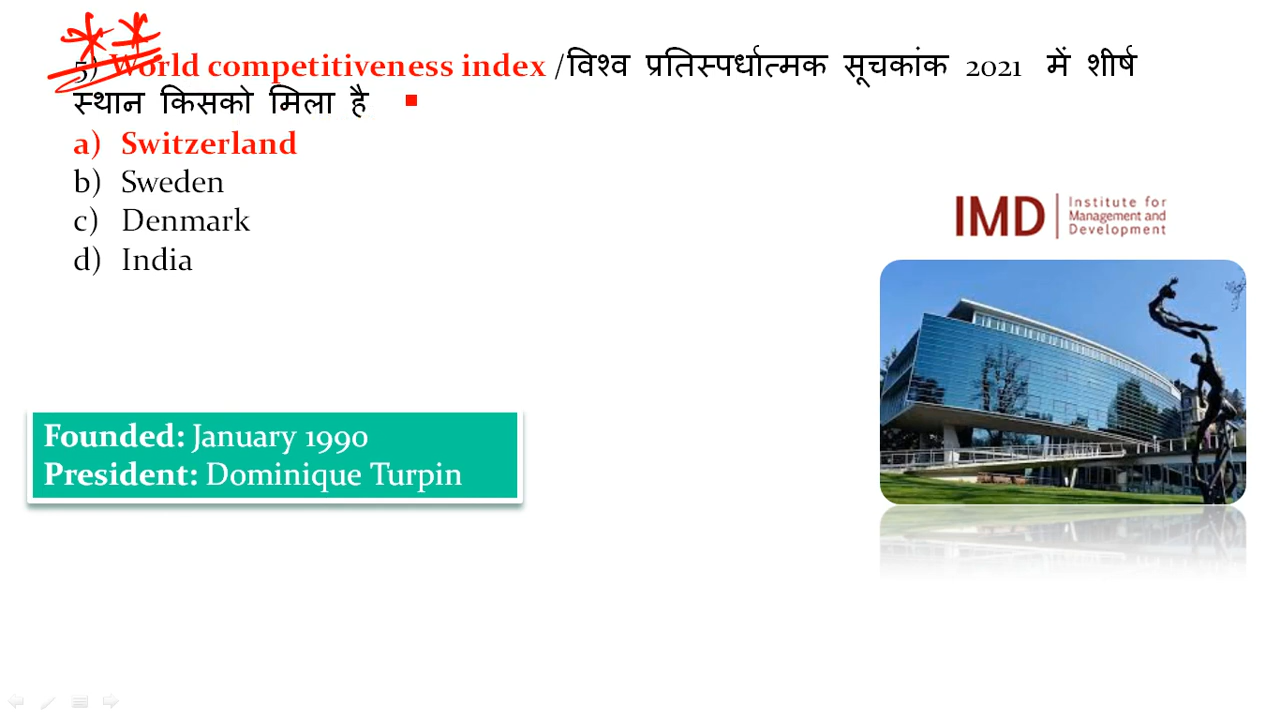 5) World competitiveness index /विश्व प्रतिस्पर्धात्मक सूचकांक 2021 में शीर्ष
स्थान किसको मिला है
a) Switzerland
b) Sweden
c) Denmark
d) India
IMD
Institute for
Management and
Development
Founded: January 1990
President: Dominique Turpin